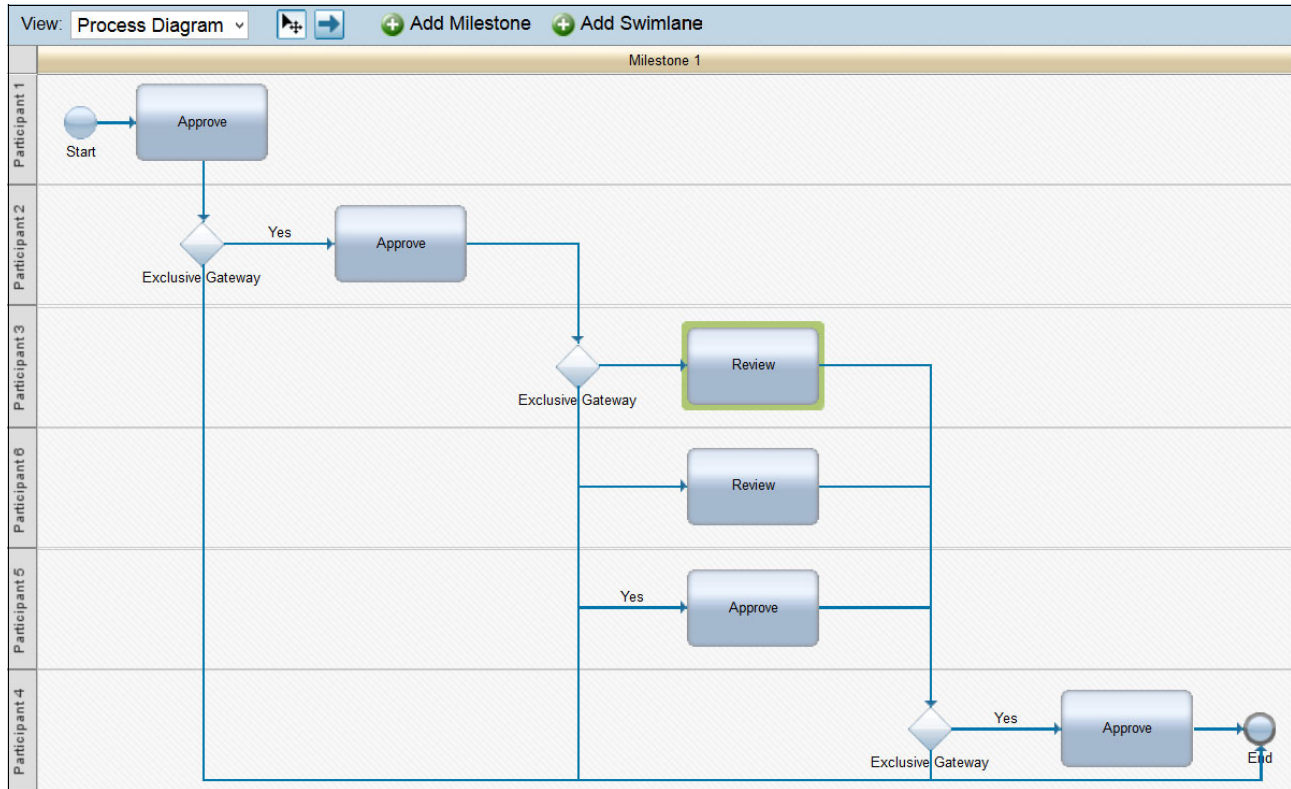 View: Process Diagram Add Milestone Add Swimlane
Milestone 1
Participant 1
Start
Approve
Participant 2
Exclusive Gateway
Yes
Approve
Participant 3
Exclusive Gateway
Review
Participant 6
Review
Participant 5
Yes
Approve
Participant 4
Exclusive Gateway
Yes
Approve
End